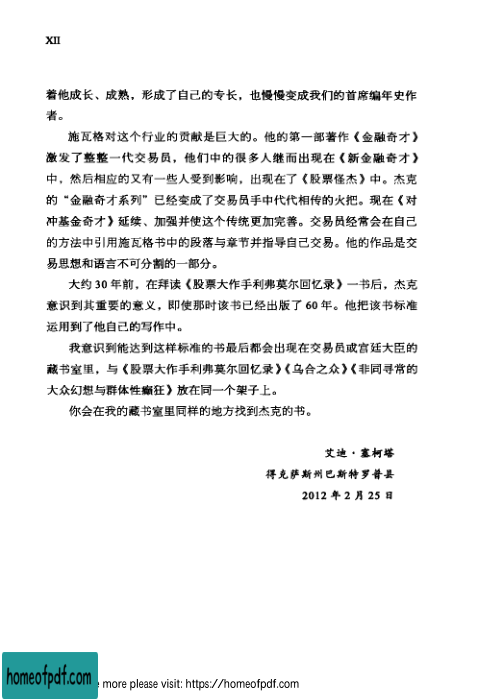 XII
着他成长、成熟，形成了自己的专长，也慢慢变成我们的首席编年史作
者。
施瓦格对这个行业的贡献是巨大的。他的第一部著作《金融奇才》
激发了整整一代交易员，他们中的很多人继而出现在《新金融奇才》
中，然后相应的又有一些人受到影响，出现在了《股票怪杰》中。杰克
的“金融奇才系列”已经变成了交易员手中代代相传的火把。现在《对
冲基金奇才》延续、加强并使这个传统更加完善。交易员经常会在自己
的方法中引用施瓦格书中的段落与章节并指导自己交易。他的作品是交
易思想和语言不可分割的一部分。
大约 30 年前，在拜读《股票大作手利弗莫尔回忆录》一书后，杰克
意识到其重要的意义，即使那时该书已经出版了 60 年。他把该书标准
运用到了他自己的写作中。
我意识到能达到这样标准的书最后都会出现在交易员或宫廷大臣的
藏书室里，与《股票大作手利弗莫尔回忆录》《乌合之众》《非同寻常的
大众幻想与群体性癫狂》放在同一个架子上。
你会在我的藏书室里同样的地方找到杰克的书。
艾迪·塞柯塔
得克萨斯州巴斯特罗普县
2012 年 2 月 25 日
homeofpdf.com
more please visit: https://homeofpdf.com